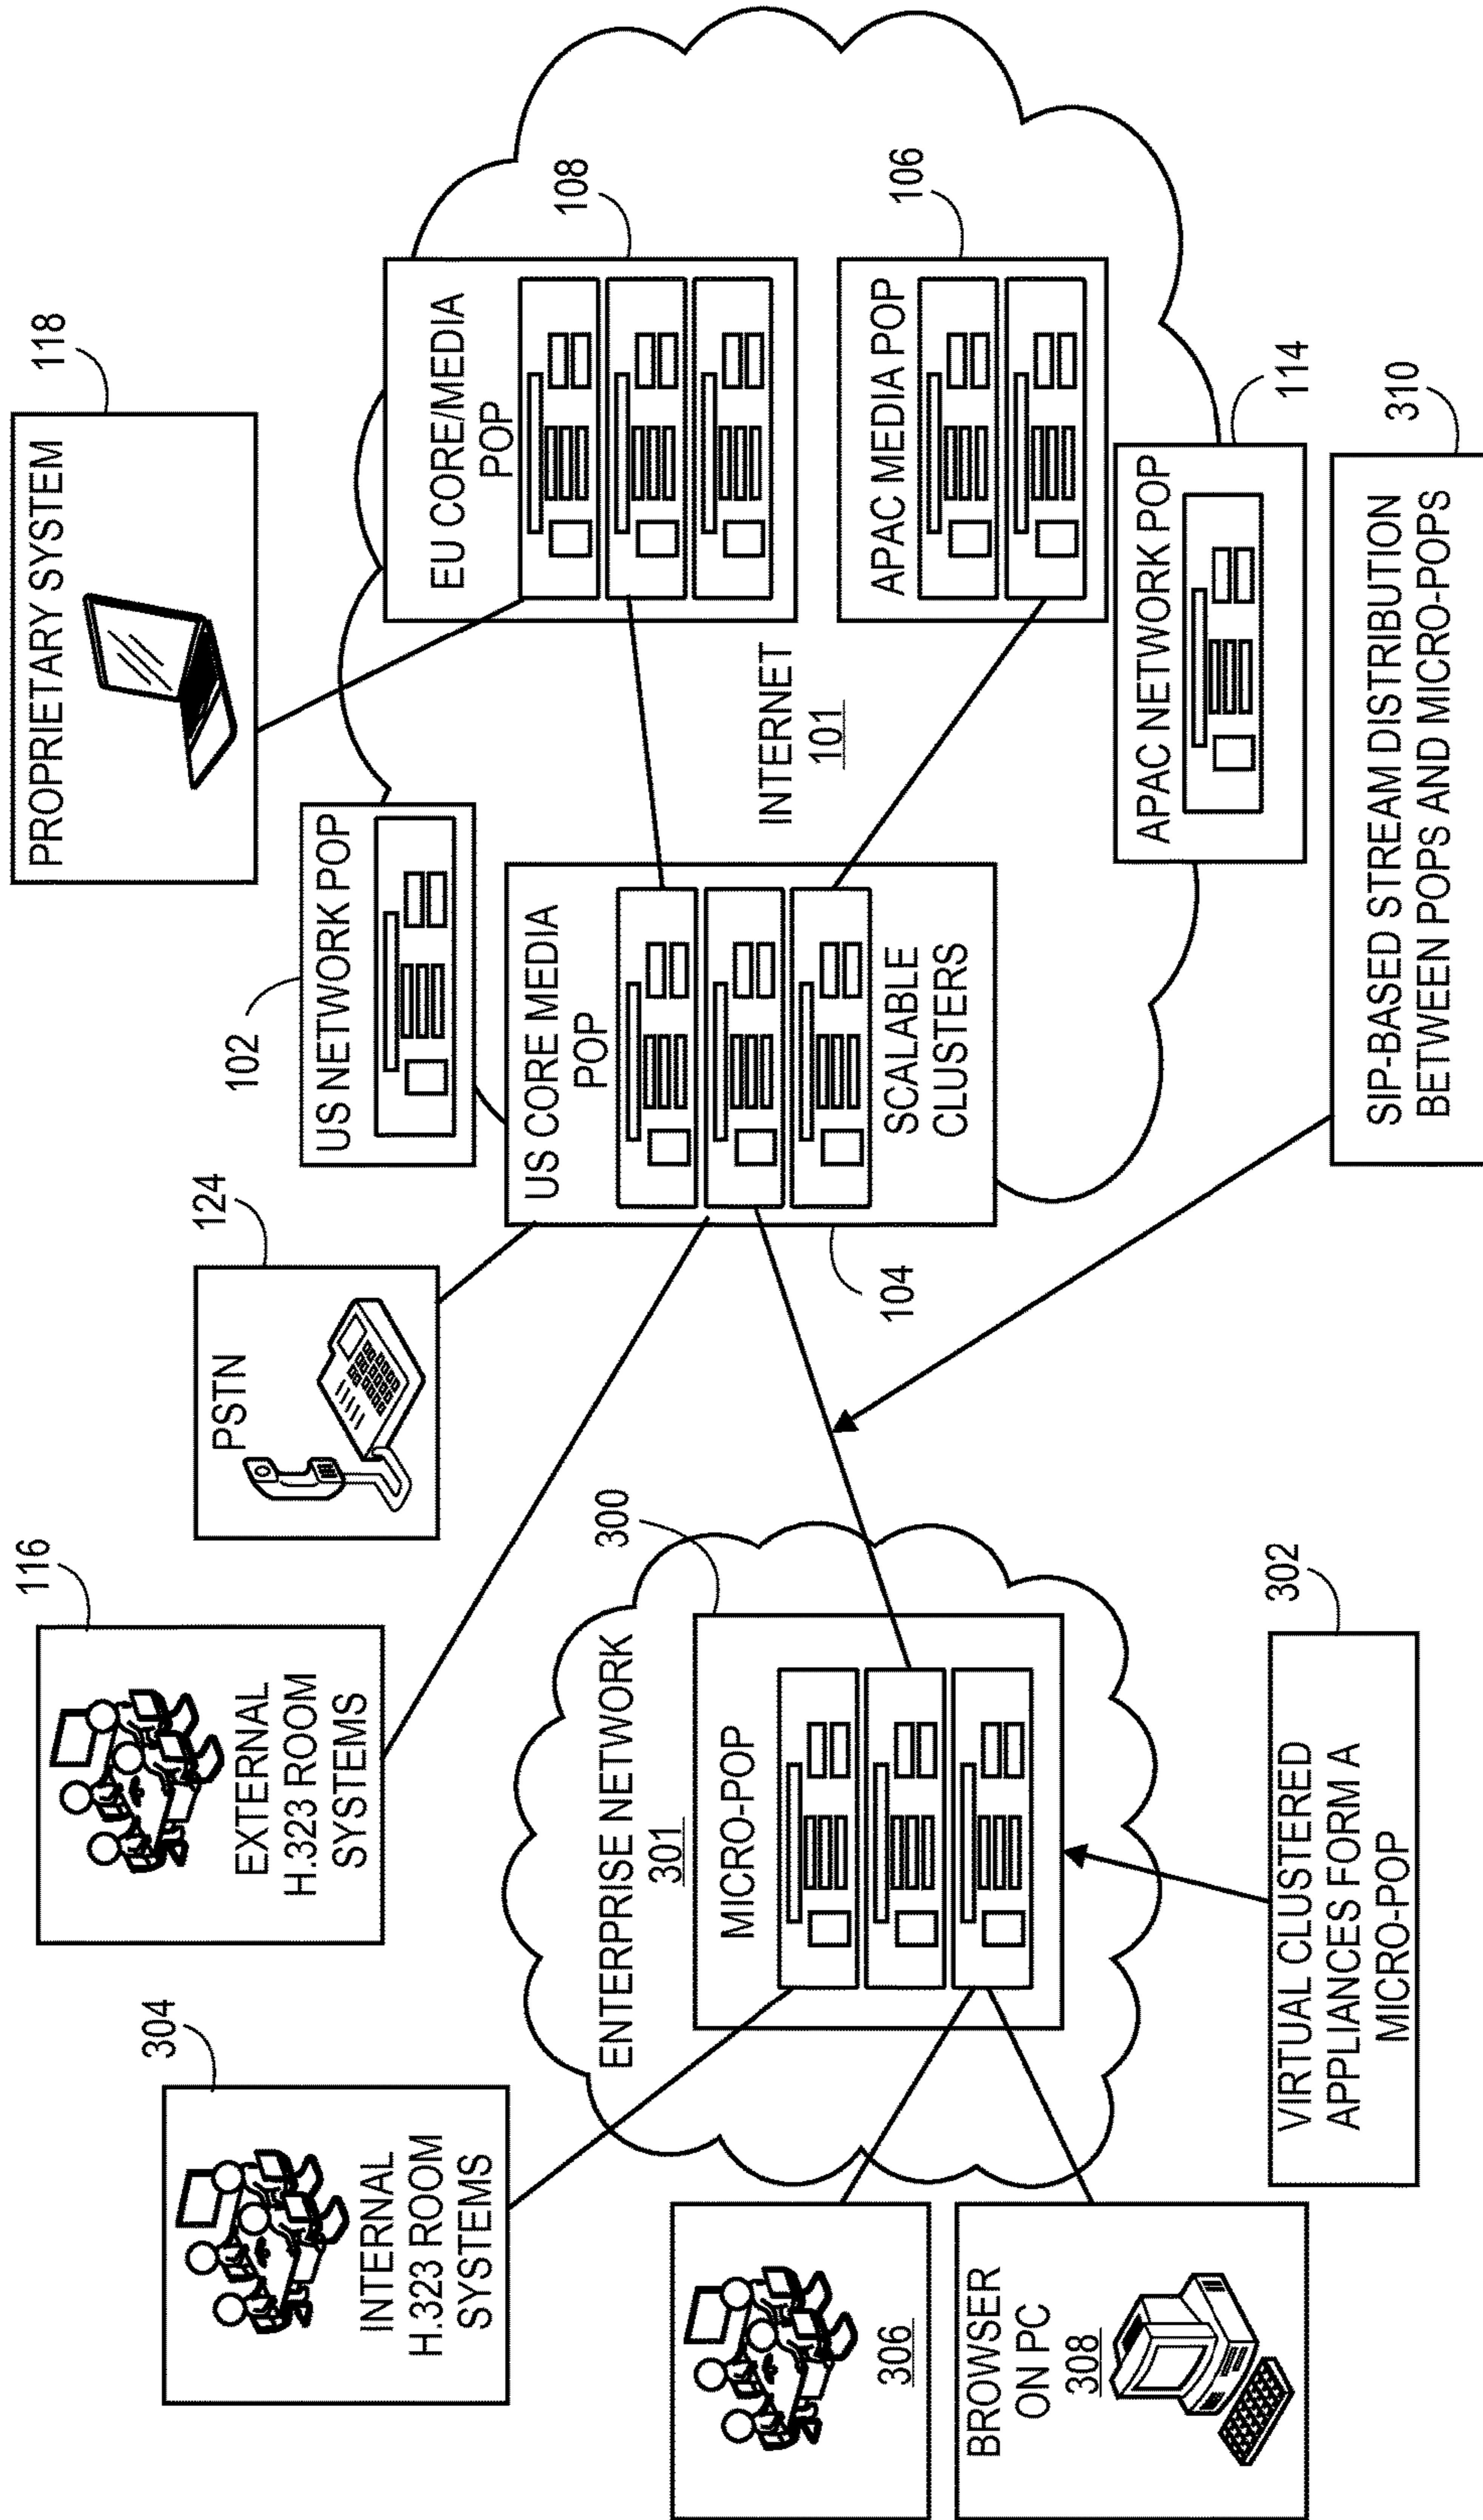 118
PROPRIETARY SYSTEM
116
EXTERNAL
H.323 ROOM
SYSTEMS
124
PSTN
102
US NETWORK POP
304
INTERNAL
H.323 ROOM
SYSTEMS
EU CORE/MEDIA
POP
108
US CORE MEDIA
POP
SCALABLE
CLUSTERS
104
INTERNET
101
APAC MEDIA POP
106
ENTERPRISE NETWORK
301
300
MICRO-POP
306
BROWSER
ON PC
308
APAC NETWORK POP
114
302
VIRTUAL CLUSTERED
APPLIANCES FORM A
MICRO-POP
310
SIP-BASED STREAM DISTRIBUTION
BETWEEN POPS AND MICRO-POPS